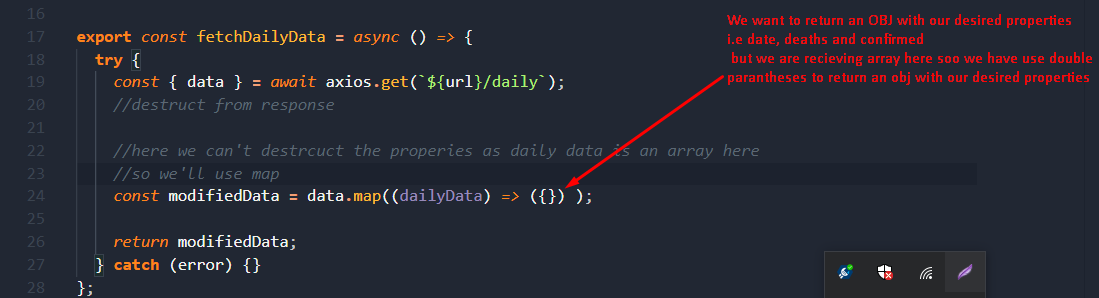 16
17 export const fetchDailyData = async () => {
18 try {
19 const { data } = await axios.get(`${url}/daily`);
20 //destruct from response
21
22 //here we can't destrcuct the properies as daily data is an array here
23 //so we'll use map
24 const modifiedData = data.map((dailyData) => ({}) );
25
26 return modifiedData;
27 } catch (error) {}
28 };
We want to return an OBJ with our desired properties
i.e date, deaths and confirmed
but we are recieving array here soo we have use double
parantheses to return an obj with our desired properties